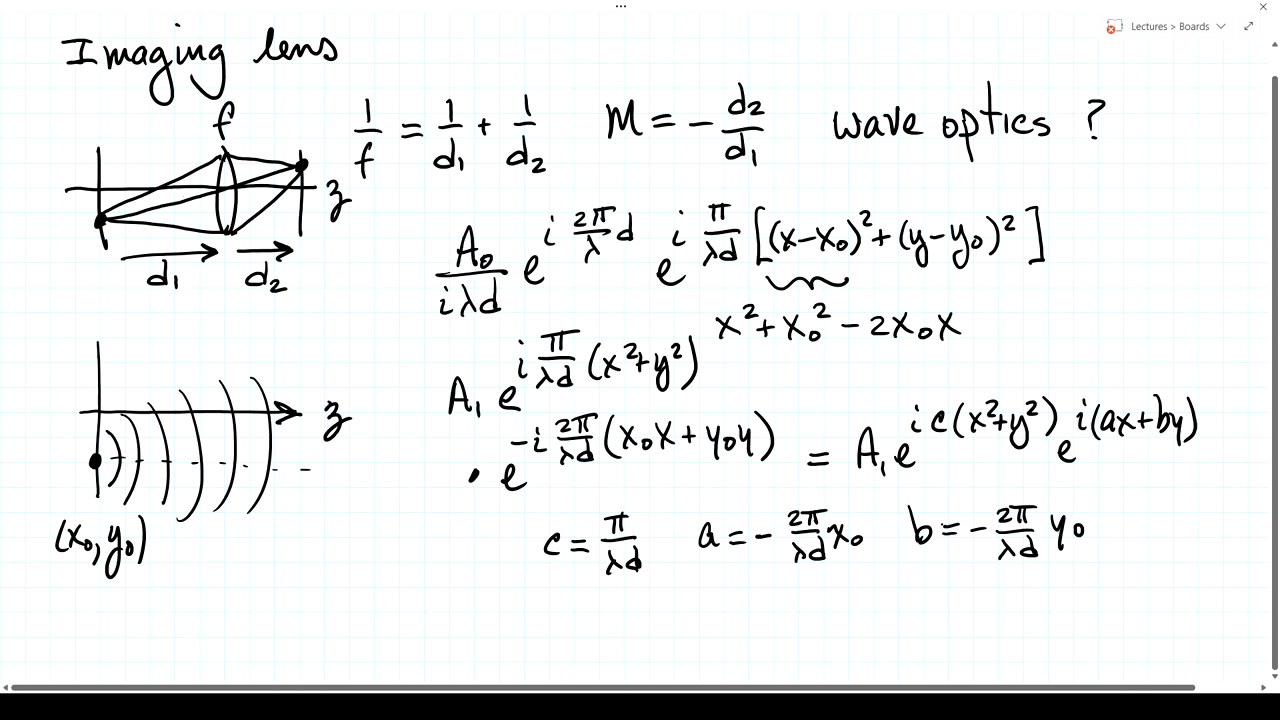 Lectures > Boards
Imaging lens
f
1/f = 1/d₁ + 1/d₂   M = - d₂/d₁   wave optics ?
z
d₁ d₂
A₀/(iλd) e^{i (2π/λ) d} e^{i (π/λd) [(x-x₀)²+(y-y₀)²]}
x² + x₀² - 2x₀x
A₁ e^{i (π/λd) (x²+y²)}
z
· e^{-i (2π/λd) (x₀x + y₀y)} = A₁ e^{i c(x²+y²)} e^{i(ax+by)}
(x₀, y₀)
c = π/λd   a = - (2π/λd) x₀   b = - (2π/λd) y₀